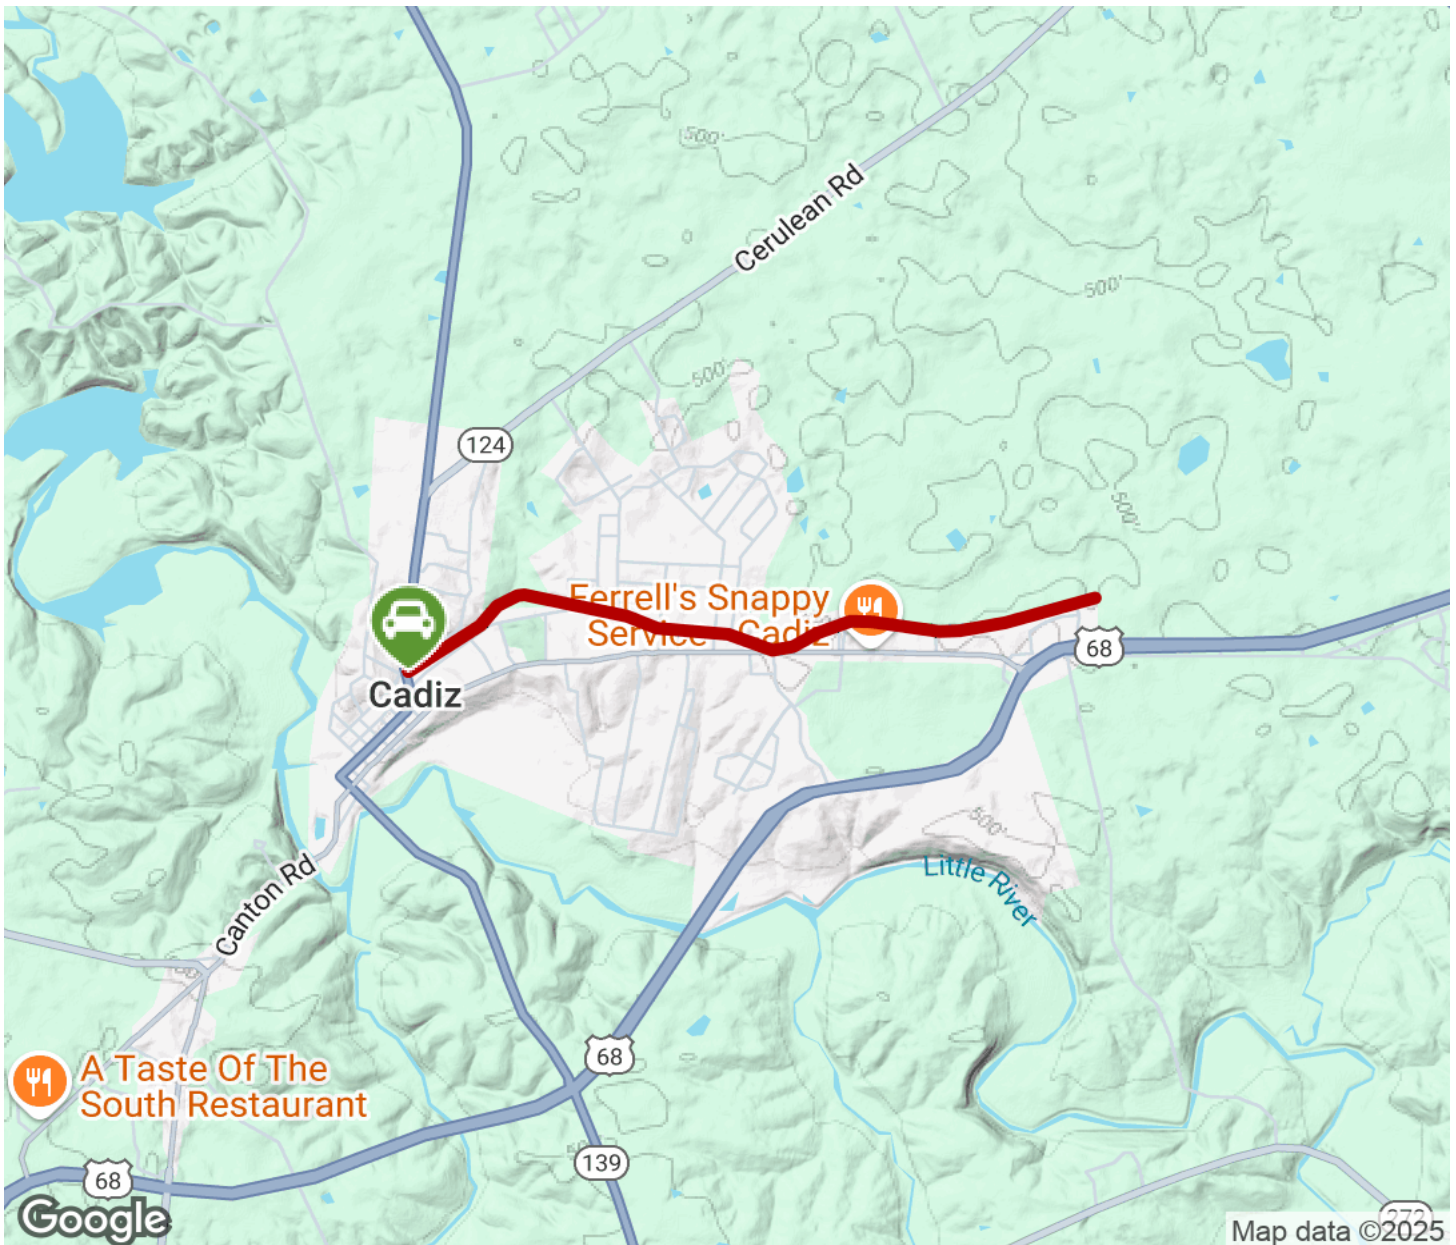 500'
Cerulean Rd
500'
500'
124
500'
Ferrell's Snappy
Service - Cadiz
68
Cadiz
500'
Little River
Canton Rd
68
A Taste Of The
South Restaurant
139
68
272
Google
Map data ©2025